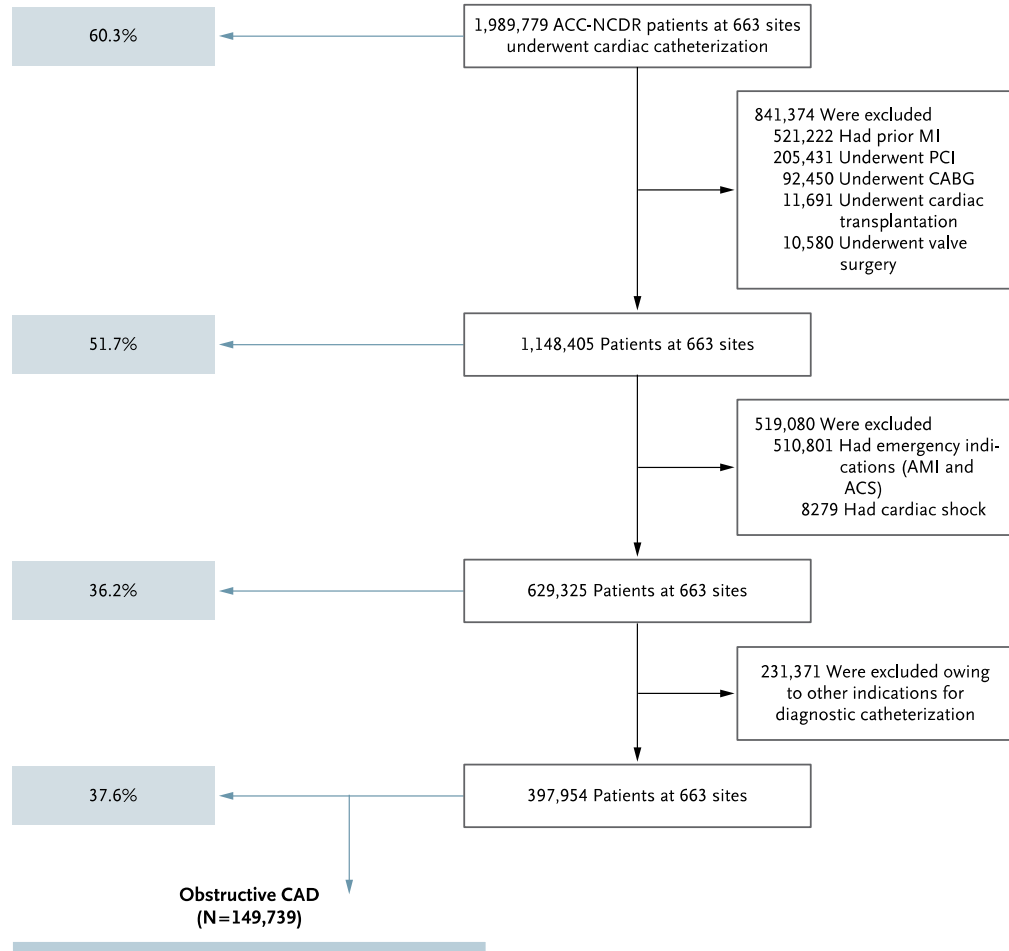 60.3%
1,989,779 ACC-NCDR patients at 663 sites
underwent cardiac catheterization
841,374 Were excluded
521,222 Had prior MI
205,431 Underwent PCI
92,450 Underwent CABG
11,691 Underwent cardiac
transplantation
10,580 Underwent valve
surgery
51.7%
1,148,405 Patients at 663 sites
519,080 Were excluded
510,801 Had emergency indi-
cations (AMI and
ACS)
8279 Had cardiac shock
36.2%
629,325 Patients at 663 sites
231,371 Were excluded owing
to other indications for
diagnostic catheterization
37.6%
397,954 Patients at 663 sites
Obstructive CAD
(N=149,739)